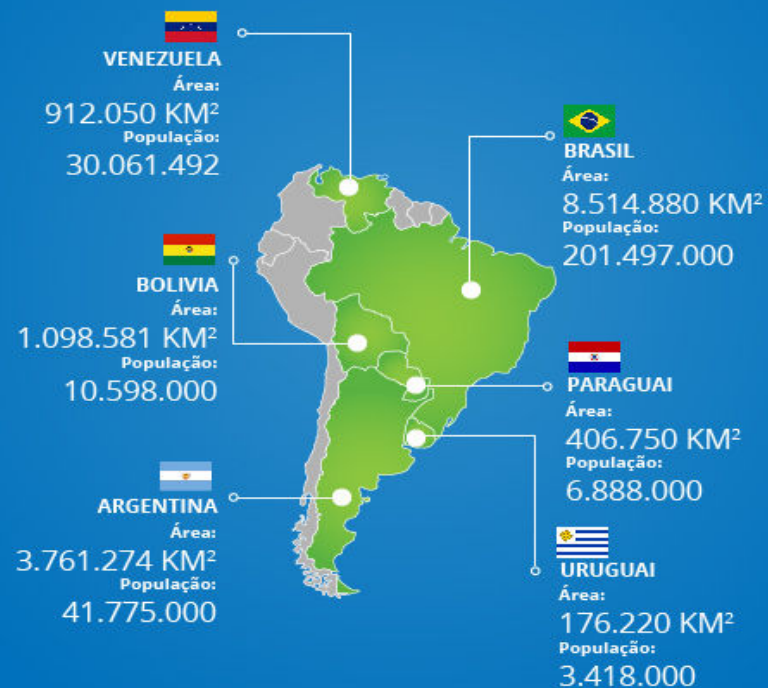 VENEZUELA
Área:
912.050 KM²
População:
30.061.492
BRASIL
Área:
8.514.880 KM²
População:
201.497.000
BOLIVIA
Área:
1.098.581 KM²
População:
10.598.000
PARAGUAI
Área:
406.750 KM²
População:
6.888.000
ARGENTINA
Área:
3.761.274 KM²
População:
41.775.000
URUGUAI
Área:
176.220 KM²
População:
3.418.000